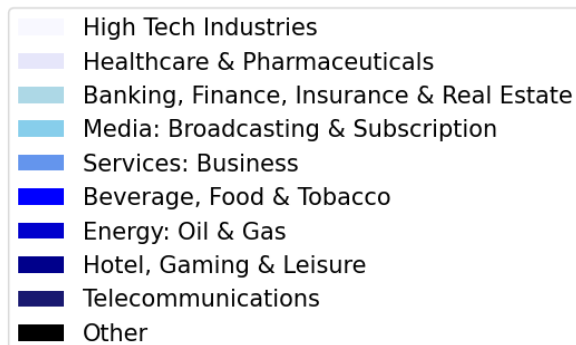 High Tech Industries
Healthcare & Pharmaceuticals
Banking, Finance, Insurance & Real Estate
Media: Broadcasting & Subscription
Services: Business
Beverage, Food & Tobacco
Energy: Oil & Gas
Hotel, Gaming & Leisure
Telecommunications
Other